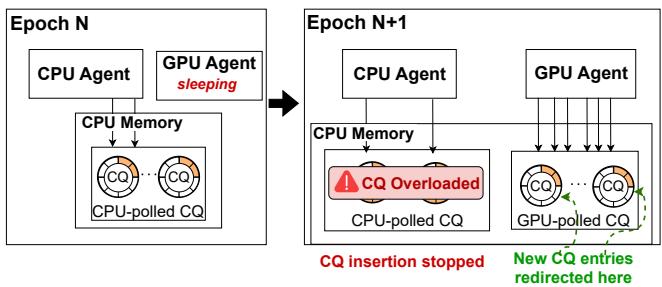 Epoch N
CPU Agent
GPU Agent
sleeping
CPU Memory
CQ
...
CQ
CPU-polled CQ
Epoch N+1
CPU Agent
GPU Agent
CPU Memory
CQ Overloaded
CPU-polled CQ
CQ
...
CQ
GPU-polled CQ
CQ insertion stopped
New CQ entries
redirected here